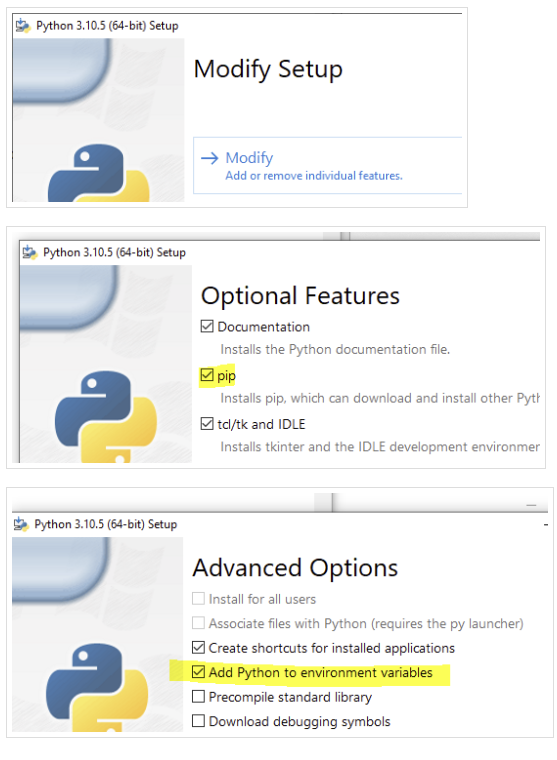 Python 3.10.5 (64-bit) Setup
Modify Setup
Modify
Add or remove individual features.
Python 3.10.5 (64-bit) Setup
Optional Features
Documentation
Installs the Python documentation file.
pip
Installs pip, which can download and install other Pyth
tcl/tk and IDLE
Installs tkinter and the IDLE development environmer
Python 3.10.5 (64-bit) Setup
Advanced Options
Install for all users
Associate files with Python (requires the py launcher)
Create shortcuts for installed applications
Add Python to environment variables
Precompile standard library
Download debugging symbols